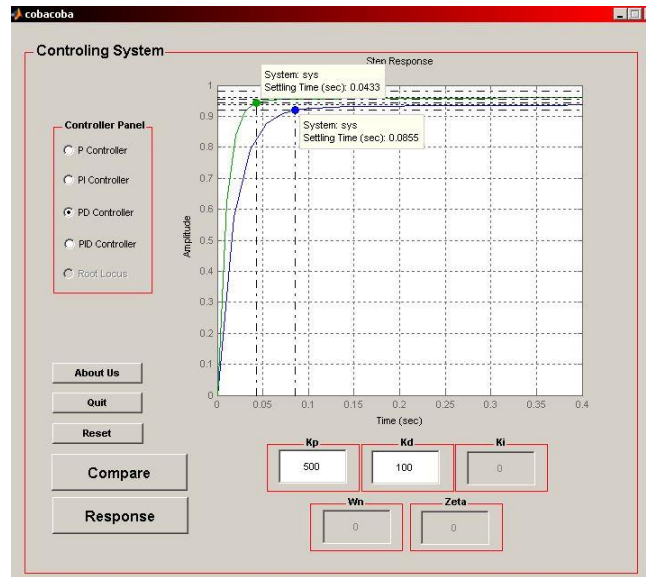 cobacoba
Controling System
Step Response
System: sys
Settling Time (sec): 0.0433
System: sys
Settling Time (sec): 0.0855
Controller Panel
P Controller
PI Controller
PD Controller
PID Controller
Root Locus
Amplitude
1
0.9
0.8
0.7
0.6
0.5
0.4
0.3
0.2
0.1
0
0 0.05 0.1 0.15 0.2 0.25 0.3 0.35 0.4
Time (sec)
About Us
Quit
Reset
Compare
Response
Kp Kd Ki
500 100 0
Wn Zeta
0 0